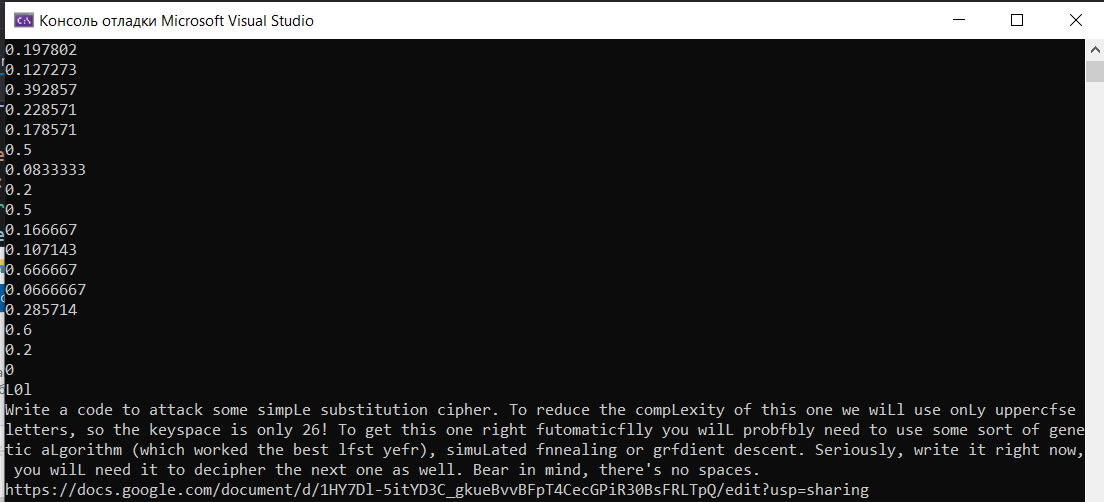 Консоль отладки Microsoft Visual Studio
0.197802
0.127273
0.392857
0.228571
0.178571
0.5
0.0833333
0.2
0.5
0.166667
0.107143
0.666667
0.0666667
0.285714
0.6
0.2
0
L0l
Write a code to attack some simpLe substitution cipher. To reduce the compLexity of this one we wiLl use onLy uppercfse
letters, so the keyspace is only 26! To get this one right futomaticflly you wilL probfbly need to use some sort of gene
tic aLgorithm (which worked the best lfst yefr), simuLated fnnealing or grfdient descent. Seriously, write it right now,
you wilL need it to decipher the next one as well. Bear in mind, there's no spaces.
https://docs.google.com/document/d/1HY7Dl-5itYD3C_gkueBvvBFpT4CecGPiR30BsFRLTpQ/edit?usp=sharing